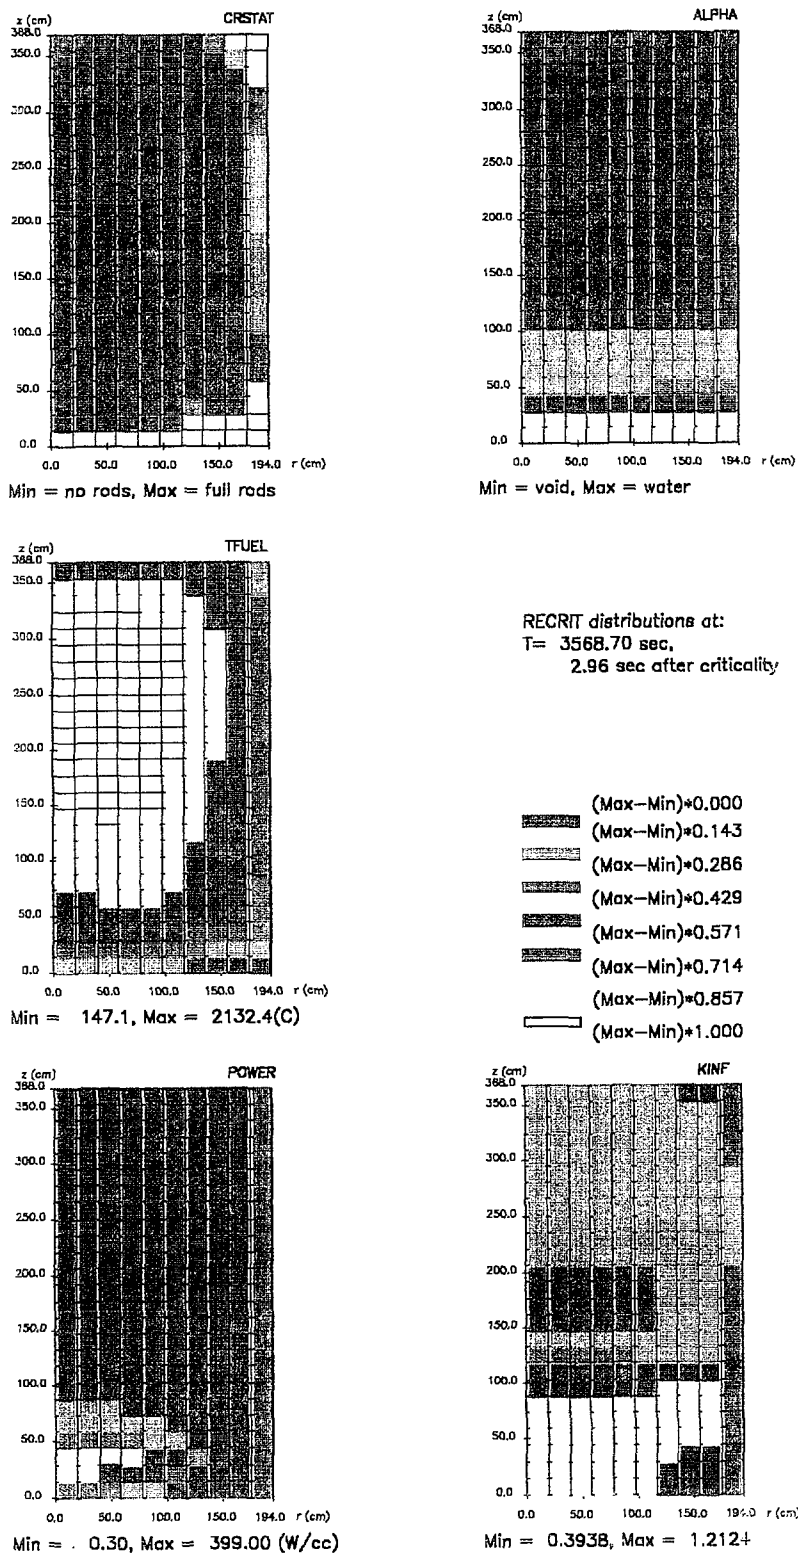 z (cm) CRSTAT
388.0
300.0
250.0
200.0
150.0
100.0
50.0
0.0
0.0 50.0 100.0 150.0 194.0 r (cm)
Min = no rods, Max = full rods
z (cm) ALPHA
388.0
350.0
300.0
250.0
200.0
150.0
100.0
50.0
0.0
0.0 50.0 100.0 150.0 194.0 r (cm)
Min = void, Max = water
z (cm) TFUEL
388.0
350.0
300.0
250.0
200.0
150.0
100.0
50.0
0.0
0.0 50.0 100.0 150.0 194.0 r (cm)
Min = 147.1, Max = 2132.4(C)
RECRIT distributions at:
T= 3568.70 sec,
2.96 sec after criticality
(Max-Min)*0.000
(Max-Min)*0.143
(Max-Min)*0.286
(Max-Min)*0.429
(Max-Min)*0.571
(Max-Min)*0.714
(Max-Min)*0.857
(Max-Min)*1.000
z (cm) POWER
388.0
350.0
300.0
250.0
200.0
150.0
100.0
50.0
0.0
0.0 50.0 100.0 150.0 194.0 r (cm)
Min = 0.30, Max = 399.00 (W/cc)
z (cm) KINF
388.0
350.0
300.0
250.0
200.0
150.0
100.0
50.0
0.0
0.0 50.0 100.0 150.0 194.0 r (cm)
Min = 0.3938, Max = 1.2124